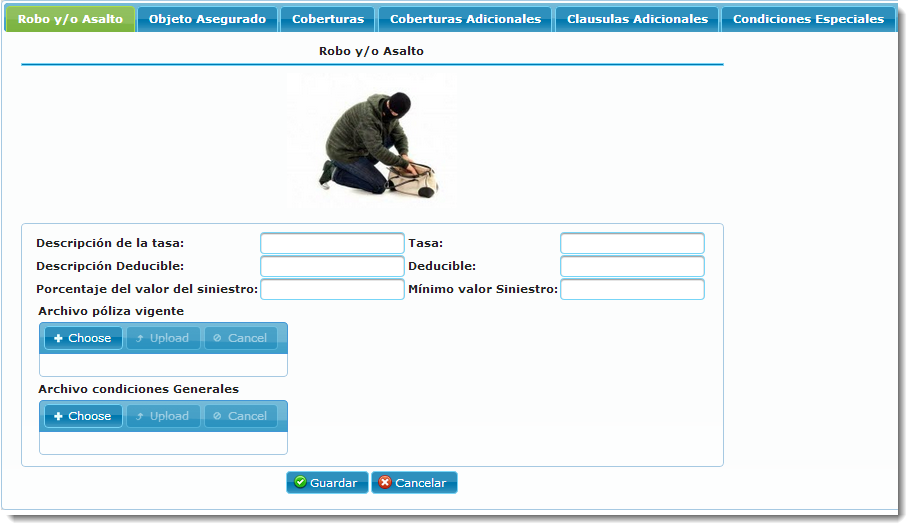 Robo y/o Asalto Objeto Asegurado Coberturas Coberturas Adicionales Clausulas Adicionales Condiciones Especiales
Robo y/o Asalto
Descripción de la tasa: Tasa:
Descripción Deducible: Deducible:
Porcentaje del valor del siniestro: Mínimo valor Siniestro:
Archivo póliza vigente
Choose Upload Cancel
Archivo condiciones Generales
Choose Upload Cancel
Guardar Cancelar